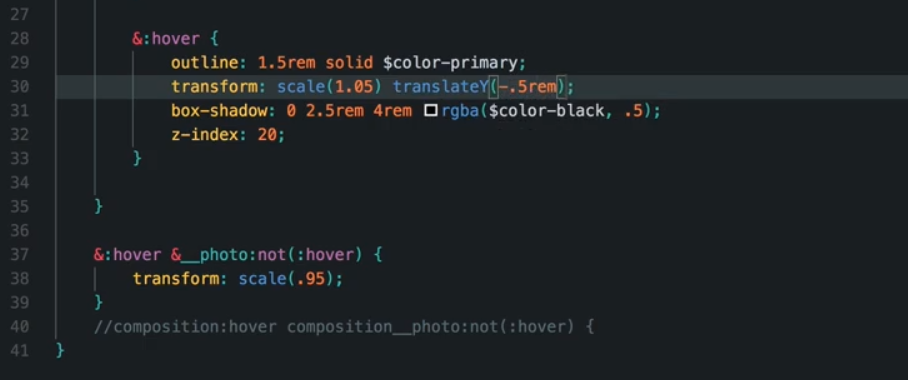 27
28 &:hover {
29 outline: 1.5rem solid $color-primary;
30 transform: scale(1.05) translateY(-.5rem);
31 box-shadow: 0 2.5rem 4rem rgba($color-black, .5);
32 z-index: 20;
33 }
34
35 }
36
37 &:hover &__photo:not(:hover) {
38 transform: scale(.95);
39 }
40 //composition:hover composition__photo:not(:hover) {
41 }